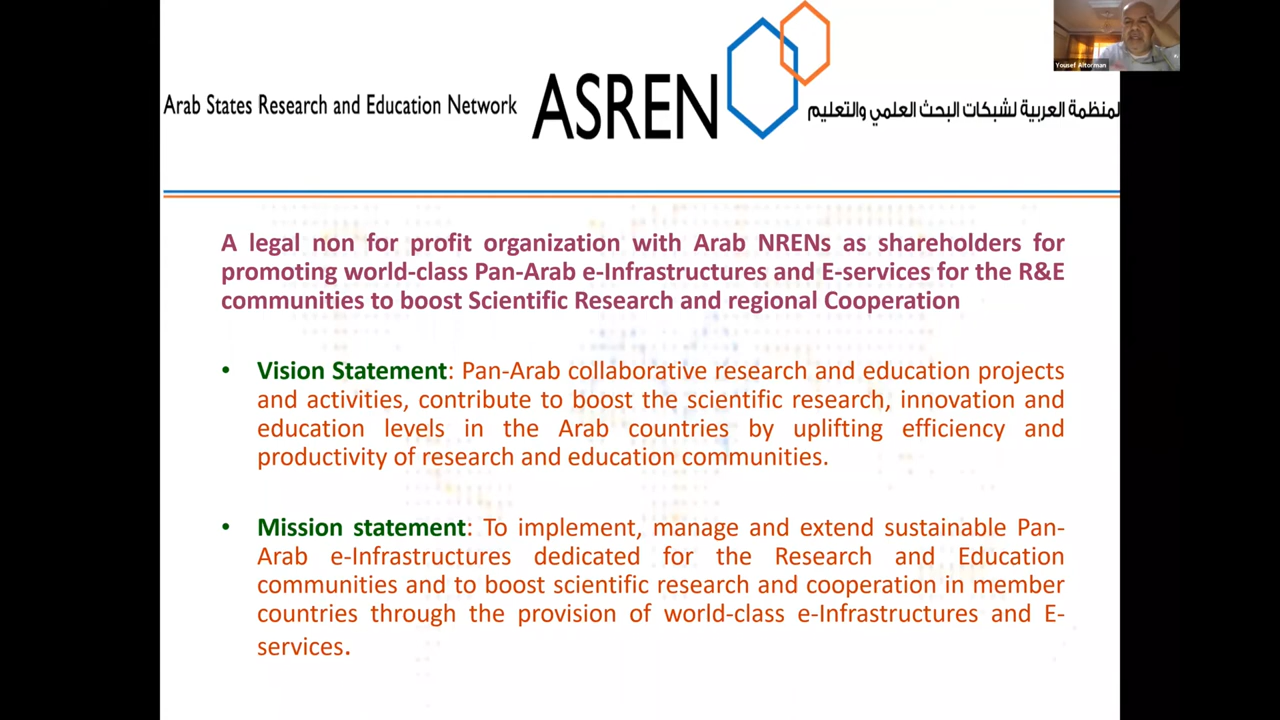 Yousef Altorman
Arab States Research and Education Network
ASREN
المنظمة العربية لشبكات البحث العلمي والتعليم
A legal non for profit organization with Arab NRENs as shareholders for
promoting world-class Pan-Arab e-Infrastructures and E-services for the R&E
communities to boost Scientific Research and regional Cooperation
• Vision Statement: Pan-Arab collaborative research and education projects
and activities, contribute to boost the scientific research, innovation and
education levels in the Arab countries by uplifting efficiency and
productivity of research and education communities.
• Mission statement: To implement, manage and extend sustainable Pan-
Arab e-Infrastructures dedicated for the Research and Education
communities and to boost scientific research and cooperation in member
countries through the provision of world-class e-Infrastructures and E-
services.